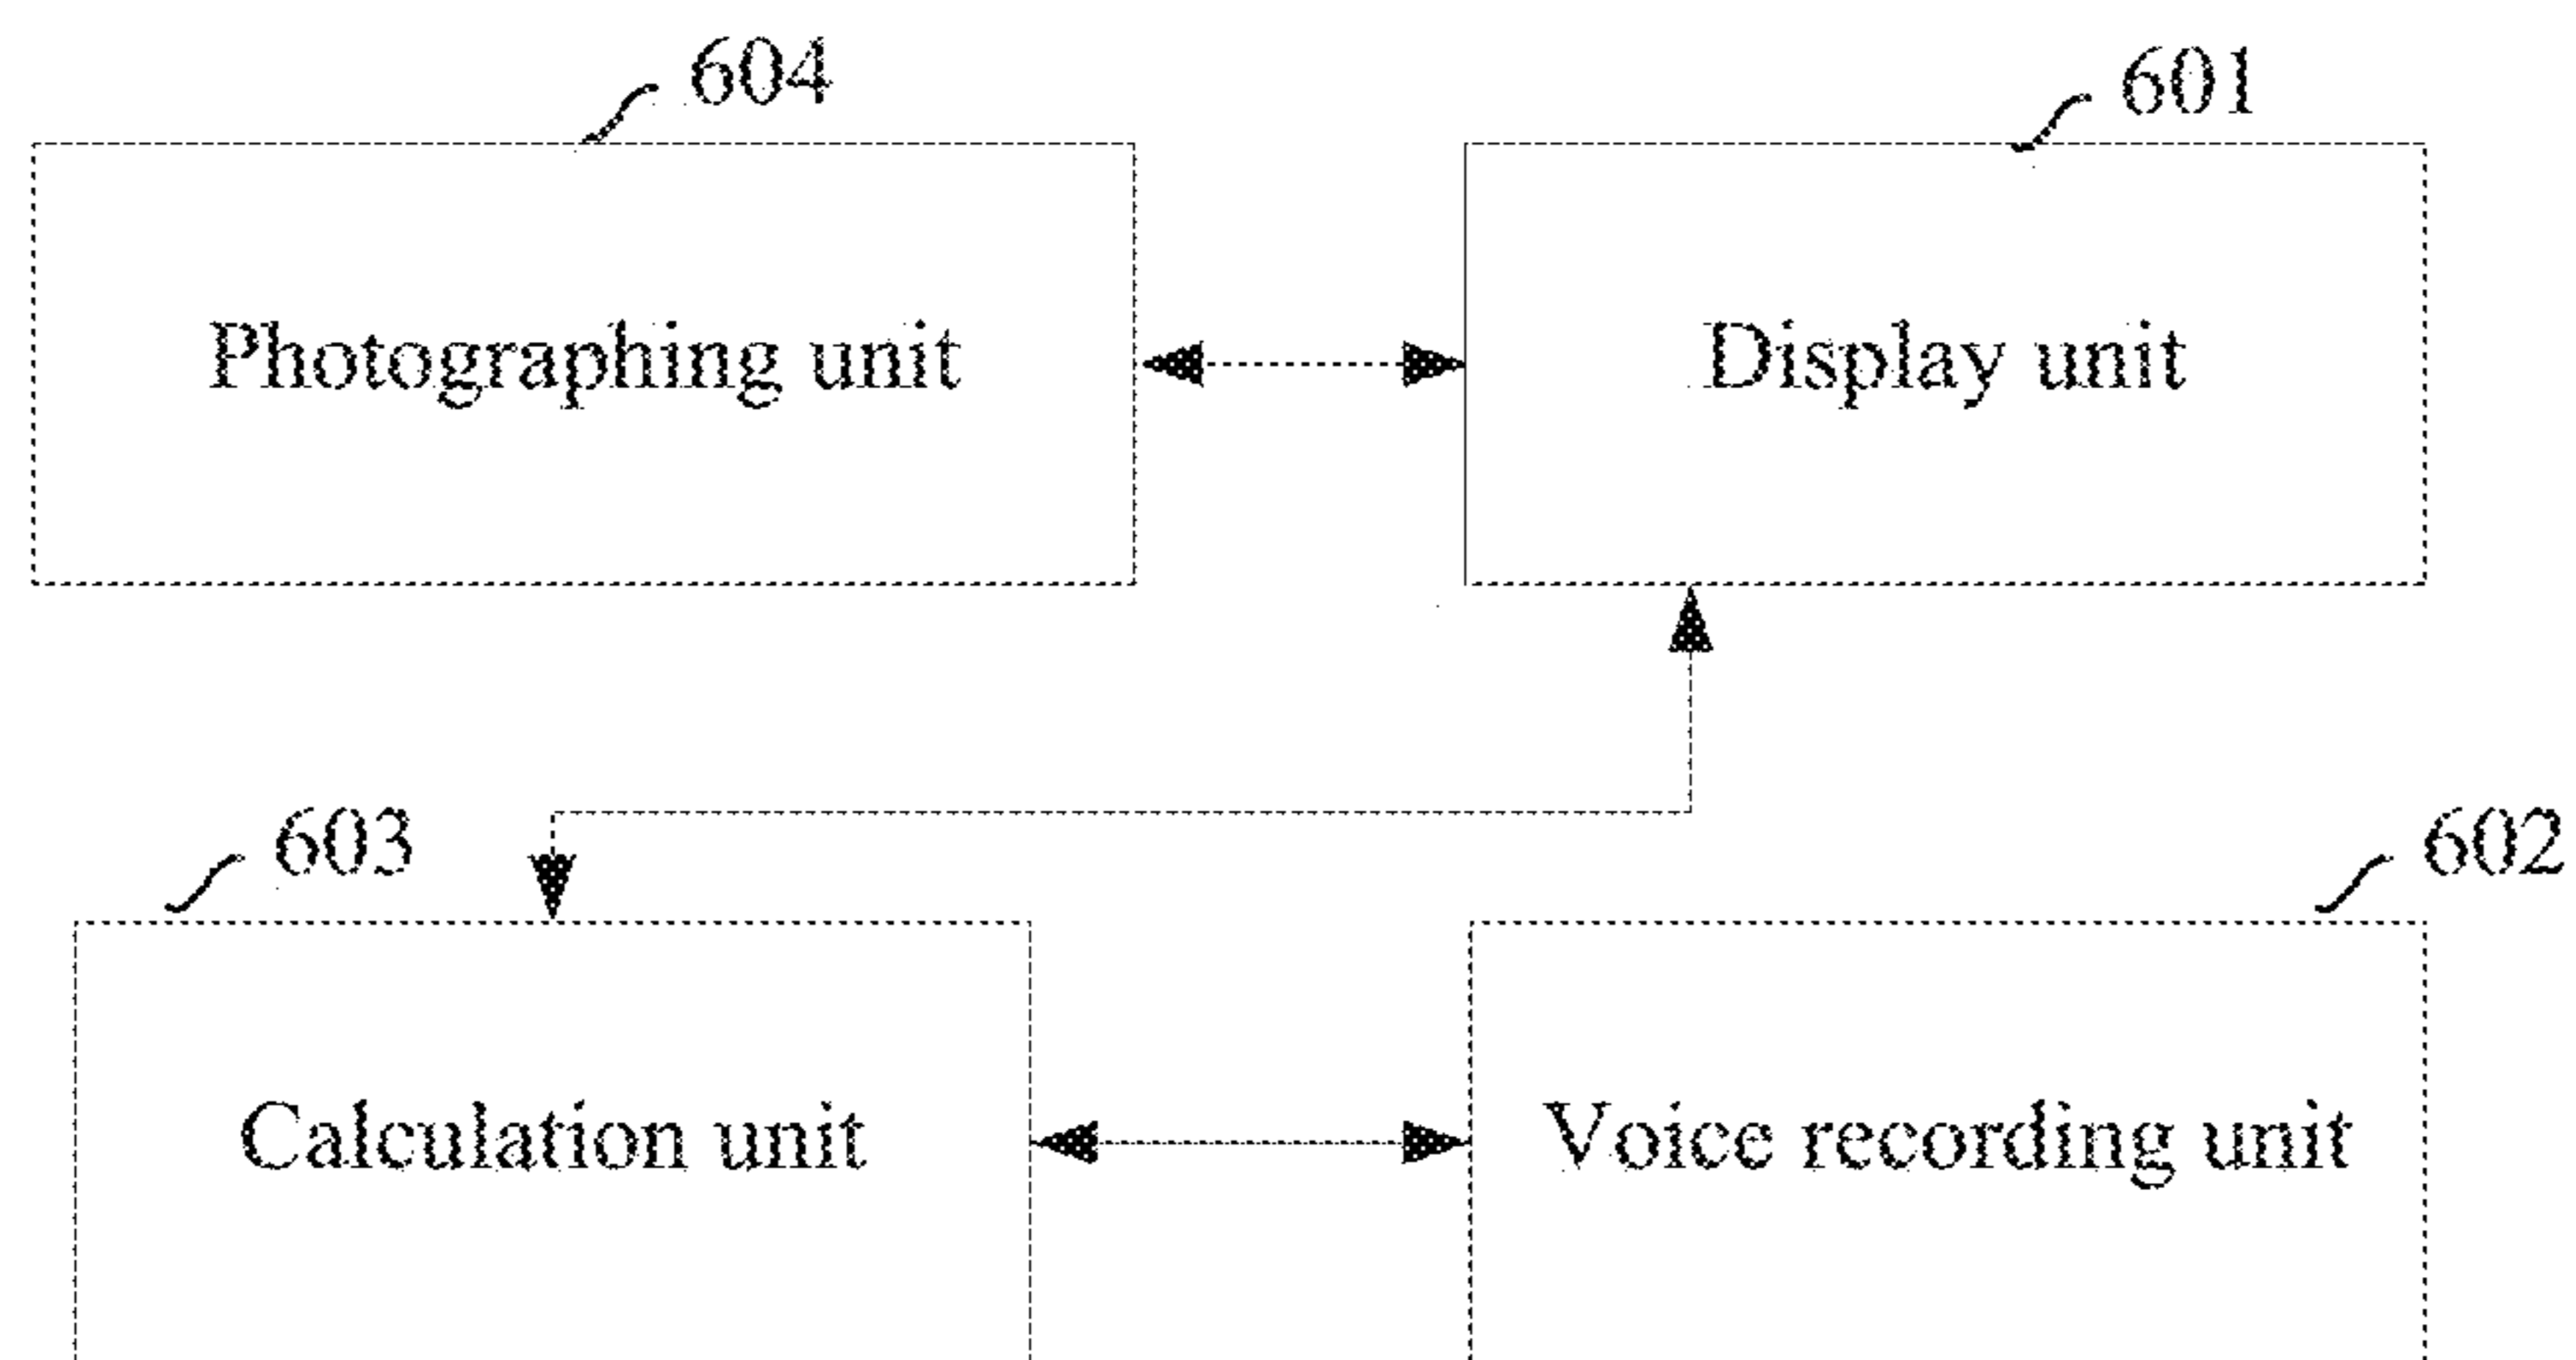 604
601
Photographing unit
Display unit
603
602
Calculation unit
Voice recording unit